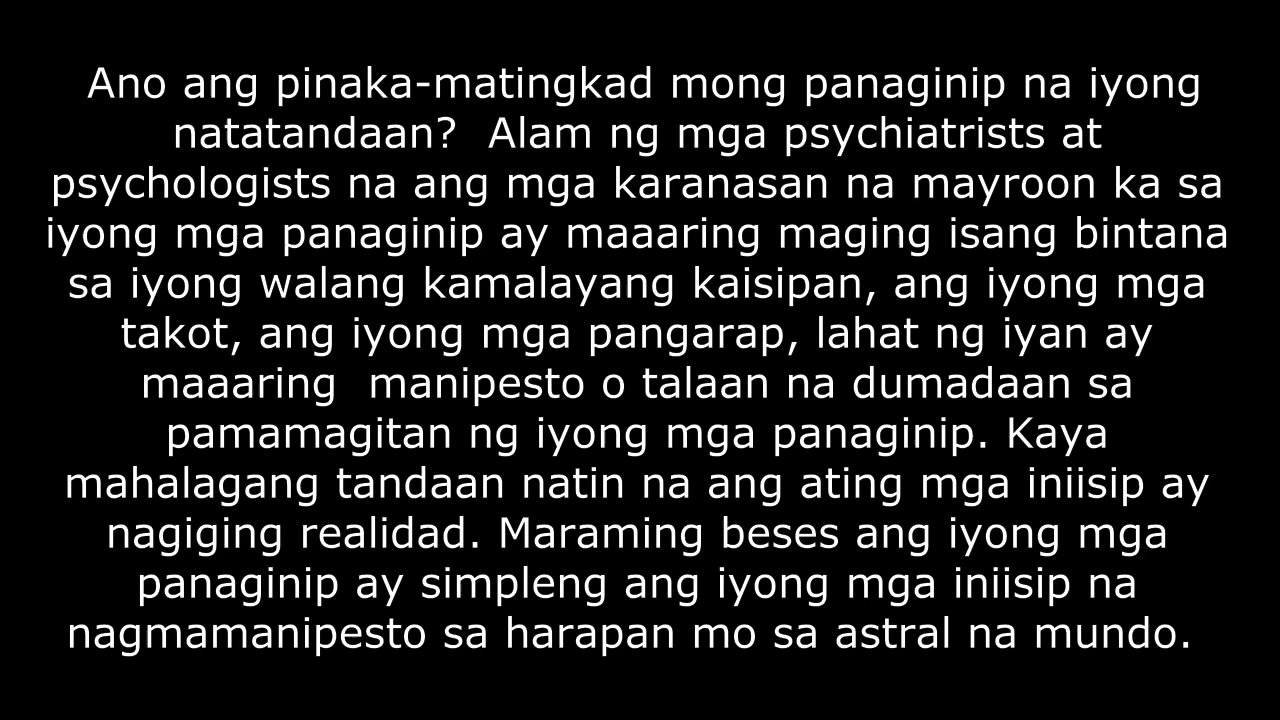 Ano ang pinaka-matingkad mong panaginip na iyong
natatandaan?  Alam ng mga psychiatrists at
psychologists na ang mga karanasan na mayroon ka sa
iyong mga panaginip ay maaaring maging isang bintana
sa iyong walang kamalayang kaisipan, ang iyong mga
takot, ang iyong mga pangarap, lahat ng iyan ay
maaaring  manipesto o talaan na dumadaan sa
pamamagitan ng iyong mga panaginip. Kaya
mahalagang tandaan natin na ang ating mga iniisip ay
nagiging realidad. Maraming beses ang iyong mga
panaginip ay simpleng ang iyong mga iniisip na
nagmamanipesto sa harapan mo sa astral na mundo.